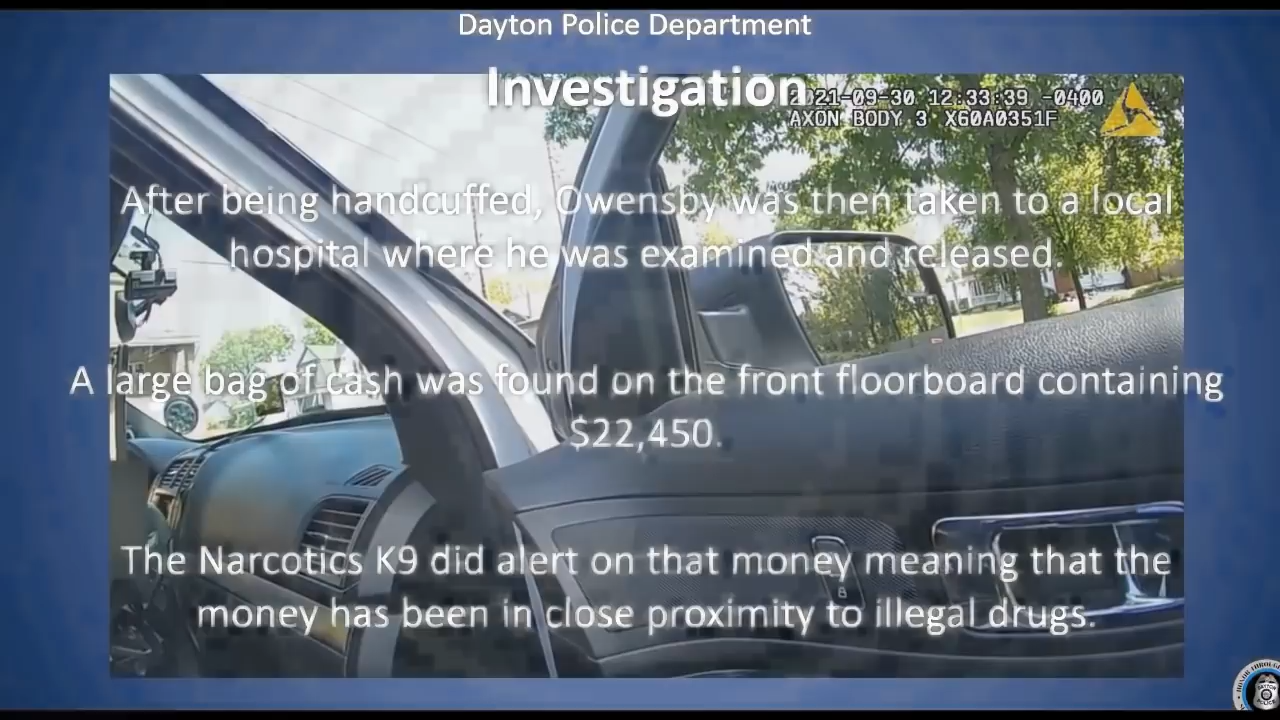 Dayton Police Department
Investigation
2021-09-30 12:33:39 -0400
AXON BODY 3 X60A0351F
After being handcuffed, Owensby was then taken to a local
hospital where he was examined and released.
A large bag of cash was found on the front floorboard containing
$22,450.
The Narcotics K9 did alert on that money meaning that the
money has been in close proximity to illegal drugs.